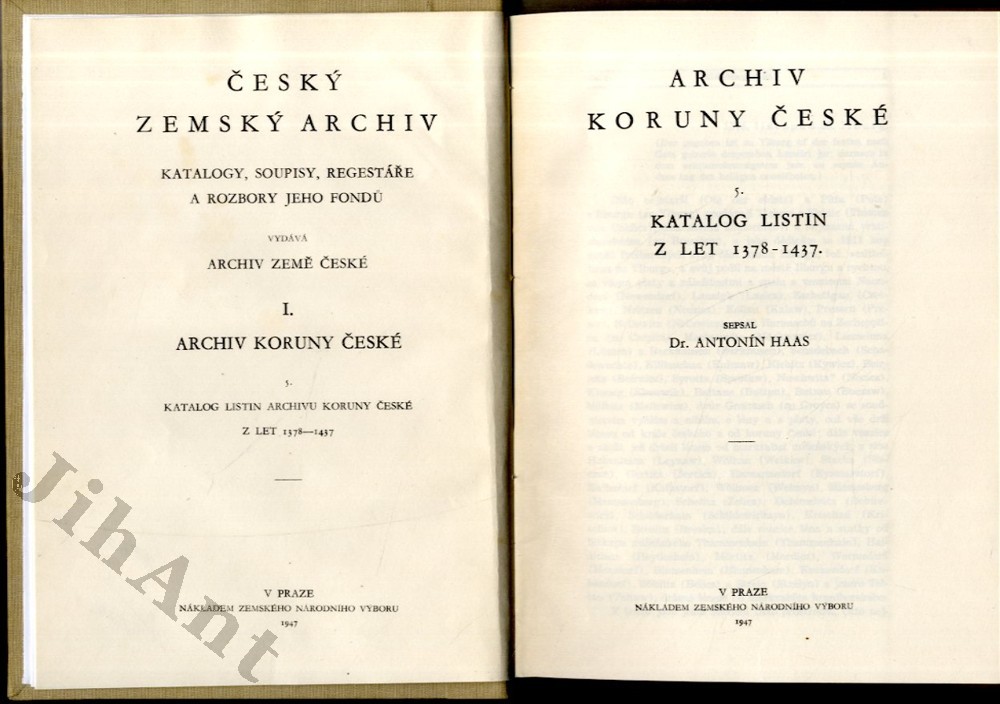 ČESKÝ
ZEMSKÝ ARCHIV
KATALOGY, SOUPISY, REGESTÁŘE
A ROZBORY JEHO FONDŮ
VYDÁVÁ
ARCHIV ZEMĚ ČESKÉ
I.
ARCHIV KORUNY ČESKÉ
5.
KATALOG LISTIN ARCHIVU KORUNY ČESKÉ
Z LET 1378—1437
V PRAZE
NÁKLADEM ZEMSKÉHO NÁRODNÍHO VÝBORU
1947
JihAnt
ARCHIV
KORUNY ČESKÉ
5.
KATALOG LISTIN
Z LET 1378-1437.
SEPSAL
Dr. ANTONÍN HAAS
V PRAZE
NÁKLADEM ZEMSKÉHO NÁRODNÍHO VÝBORU
1947